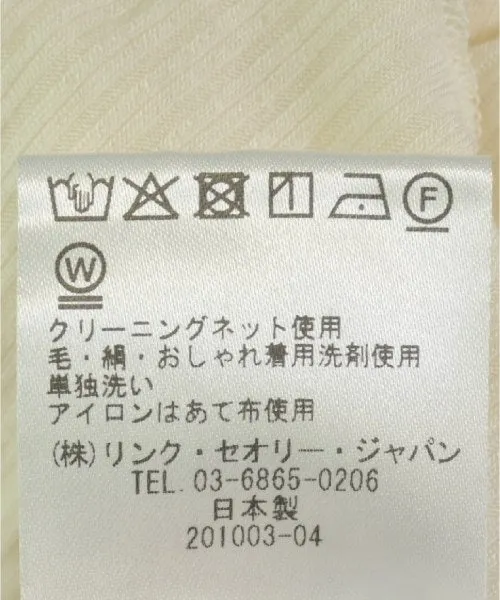 F
W
クリーニングネット使用
毛・絹・おしゃれ着用洗剤使用
単独洗い
アイロンはあて布使用
(株)リンク・セオリー・ジャパン
TEL. 03-6865-0206
日本製
201003-04